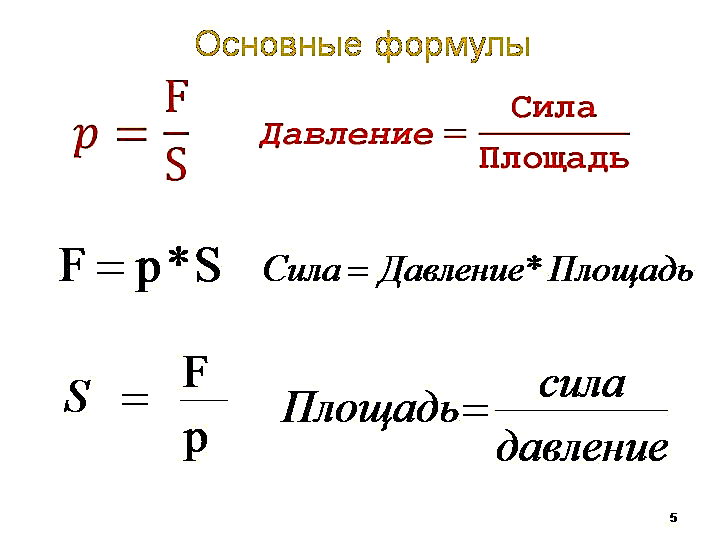 Основные формулы
p = F/S Давление = Сила/Площадь
F = p*S Сила = Давление* Площадь
S = F/p Площадь= сила/давление
5